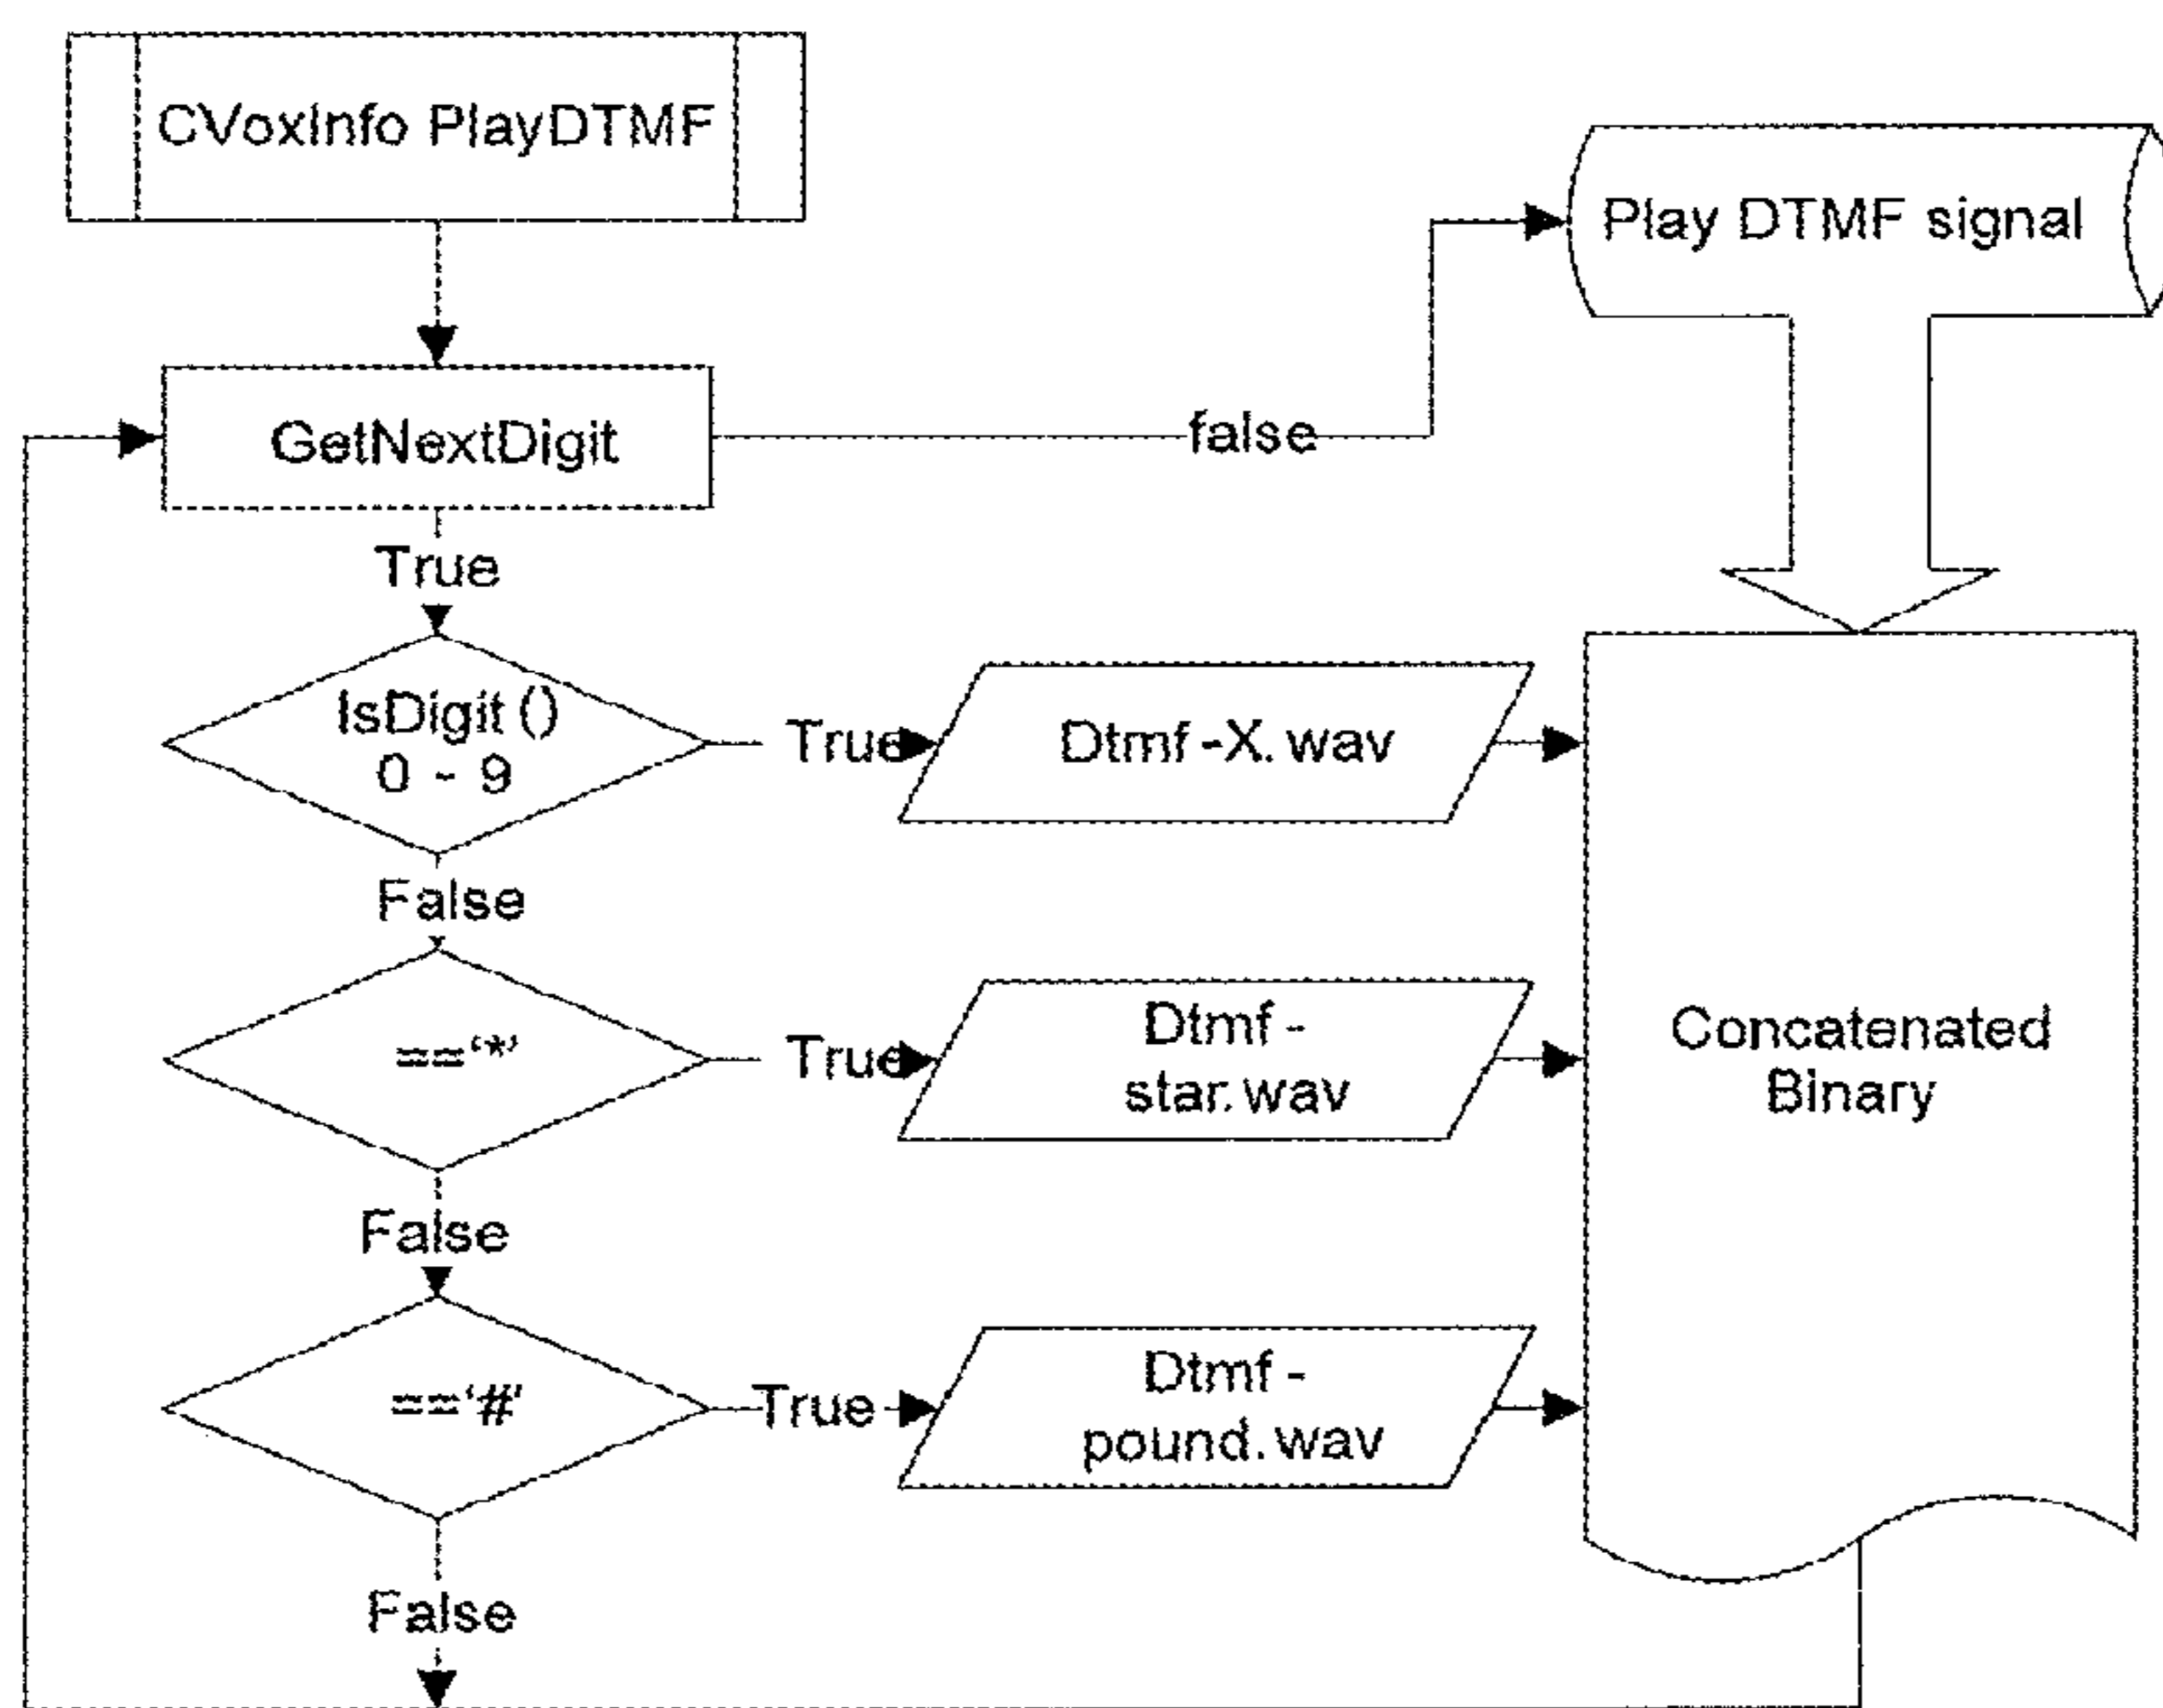 CVoxInfo PlayDTMF
Play DTMF signal
GetNextDigit
false
True
IsDigit ()
0 - 9
True
Dtmf -X. wav
False
=='*'
True
Dtmf -
star. wav
Concatenated
Binary
False
=='#'
True
Dtmf -
pound. wav
False